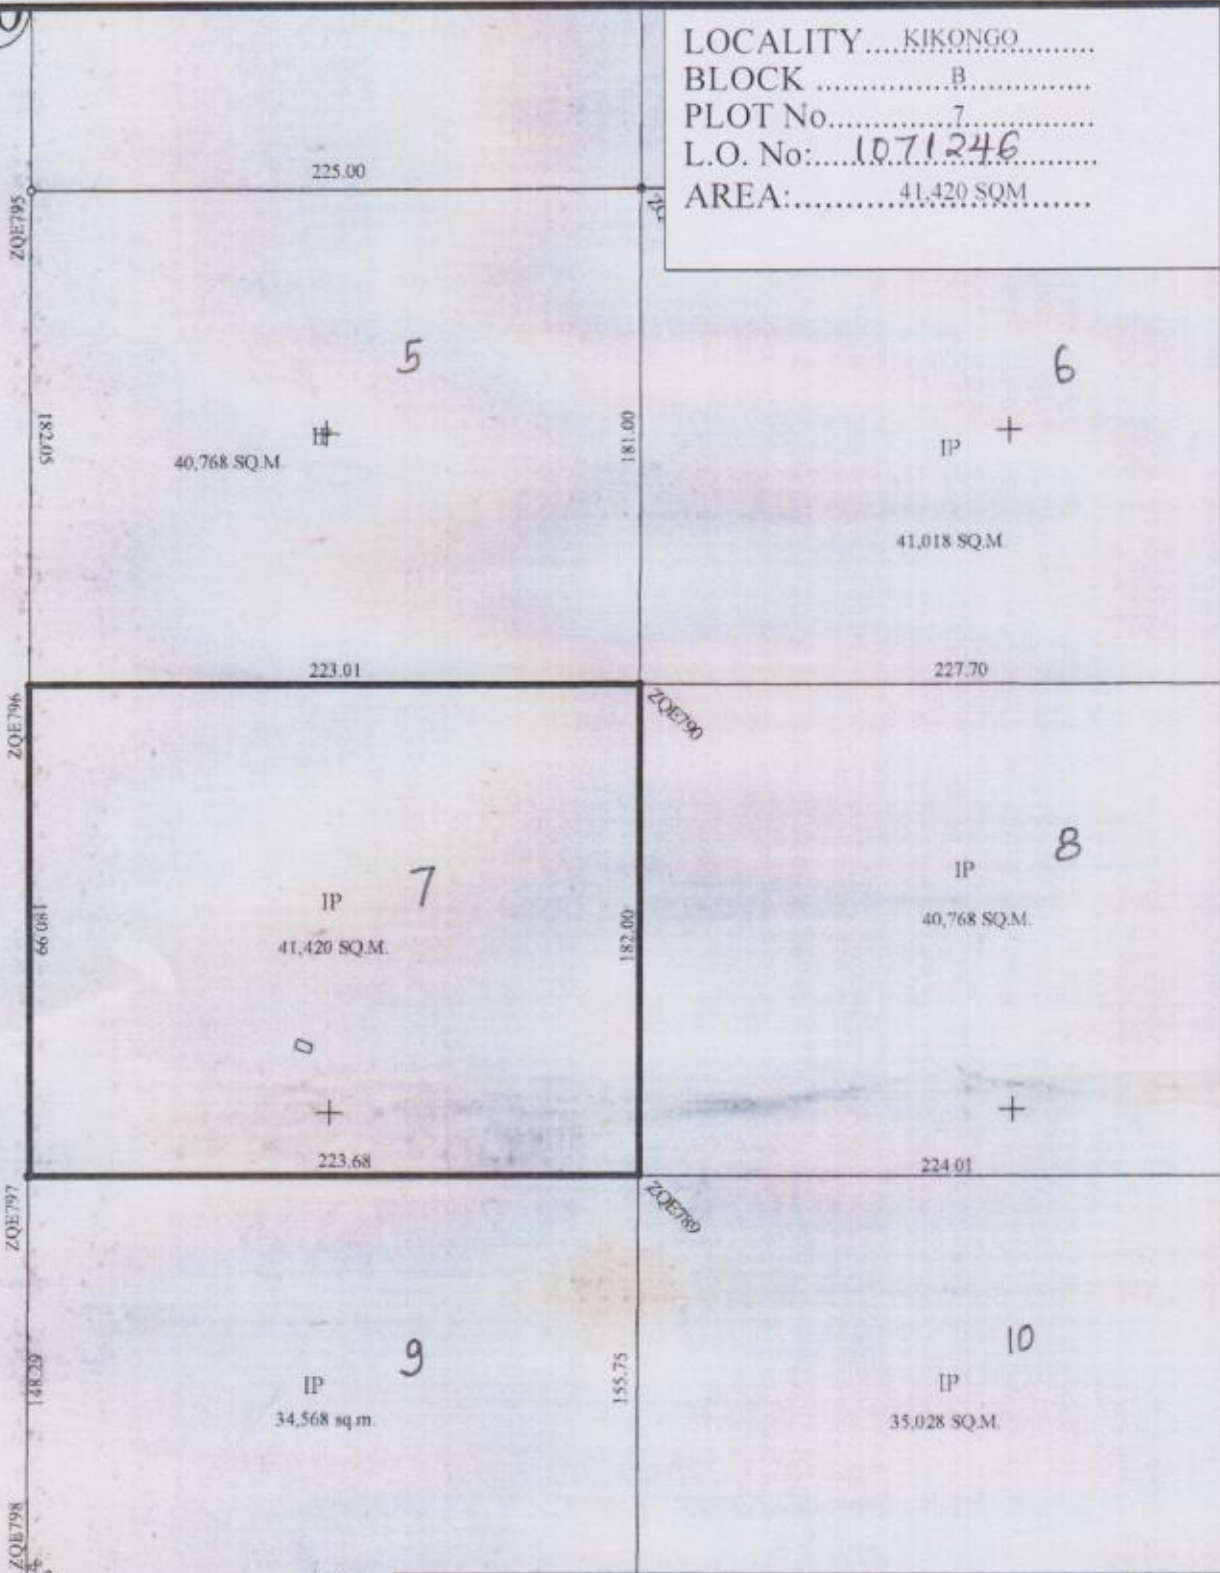 LOCALITY....KIKONGO..........
BLOCK ..............B..............
PLOT No..............7..............
L.O. No:....1071246..........
AREA:..........41,420 SQM......
225.00
ZQE795
5
6
182.05
IP
40,768 SQ.M.
181.00
IP
41,018 SQ.M.
223.01
227.70
ZQE796
ZQE790
7
8
IP
41,420 SQ.M.
IP
40,768 SQ.M.
180.99
182.00
223.68
224.01
ZQE797
ZQE789
9
10
148.29
IP
34,568 sq.m.
155.75
IP
35,028 SQ.M.
ZQE798